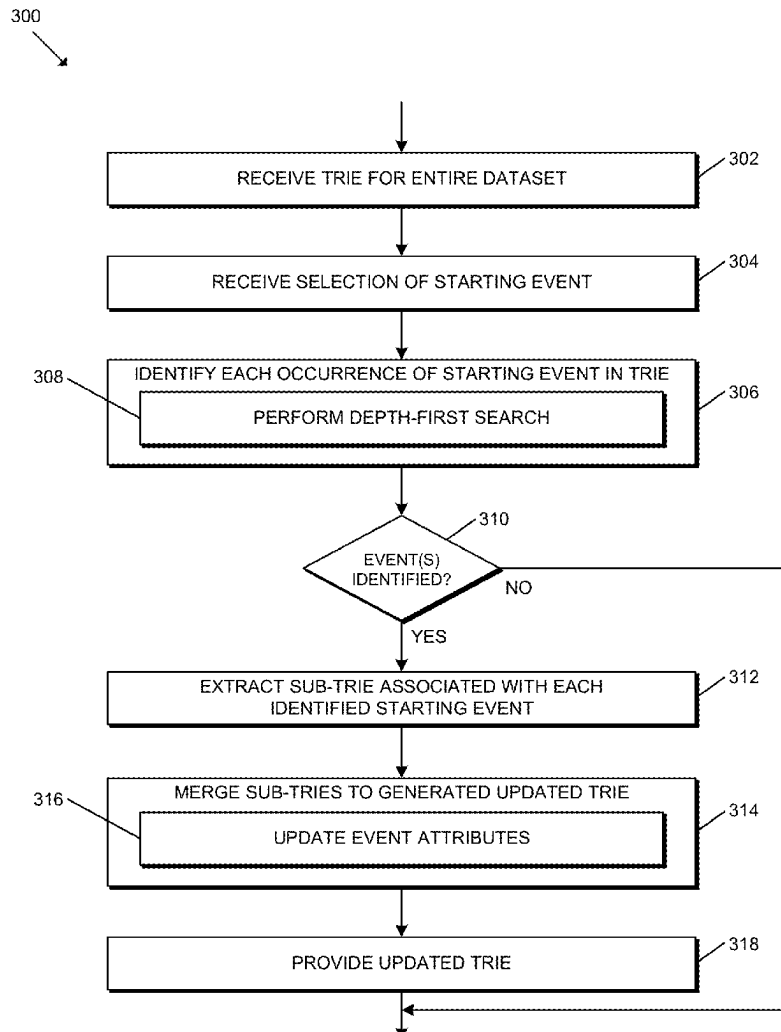 300
302
RECEIVE TRIE FOR ENTIRE DATASET
304
RECEIVE SELECTION OF STARTING EVENT
IDENTIFY EACH OCCURRENCE OF STARTING EVENT IN TRIE
308
306
PERFORM DEPTH-FIRST SEARCH
310
EVENT(S)
IDENTIFIED?
NO
YES
312
EXTRACT SUB-TRIE ASSOCIATED WITH EACH
IDENTIFIED STARTING EVENT
MERGE SUB-TRIES TO GENERATED UPDATED TRIE
316
314
UPDATE EVENT ATTRIBUTES
318
PROVIDE UPDATED TRIE